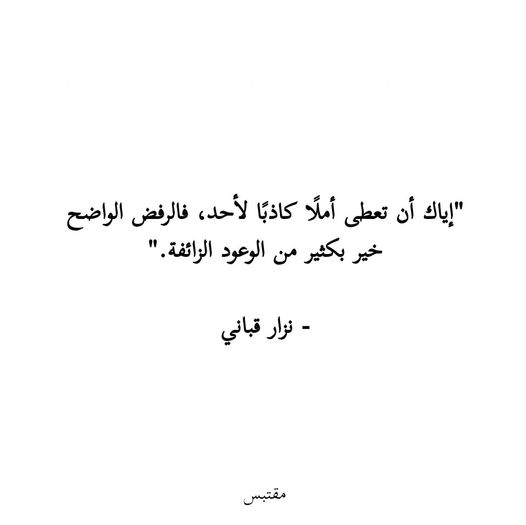 "إياك أن تعطى أملًا كاذبًا لأحد، فالرفض الواضح
خير بكثير من الوعود الزائفة."
- نزار قباني
مقتبس